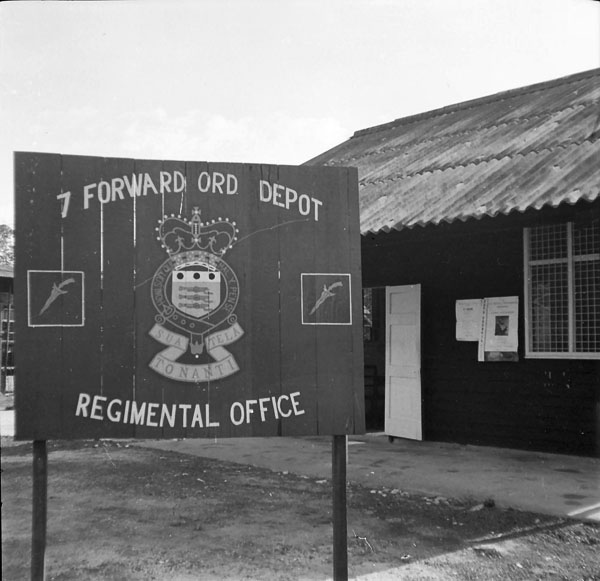 7 FORWARD ORD DEPOT
SUA TELA
TONANTI
REGIMENTAL OFFICE